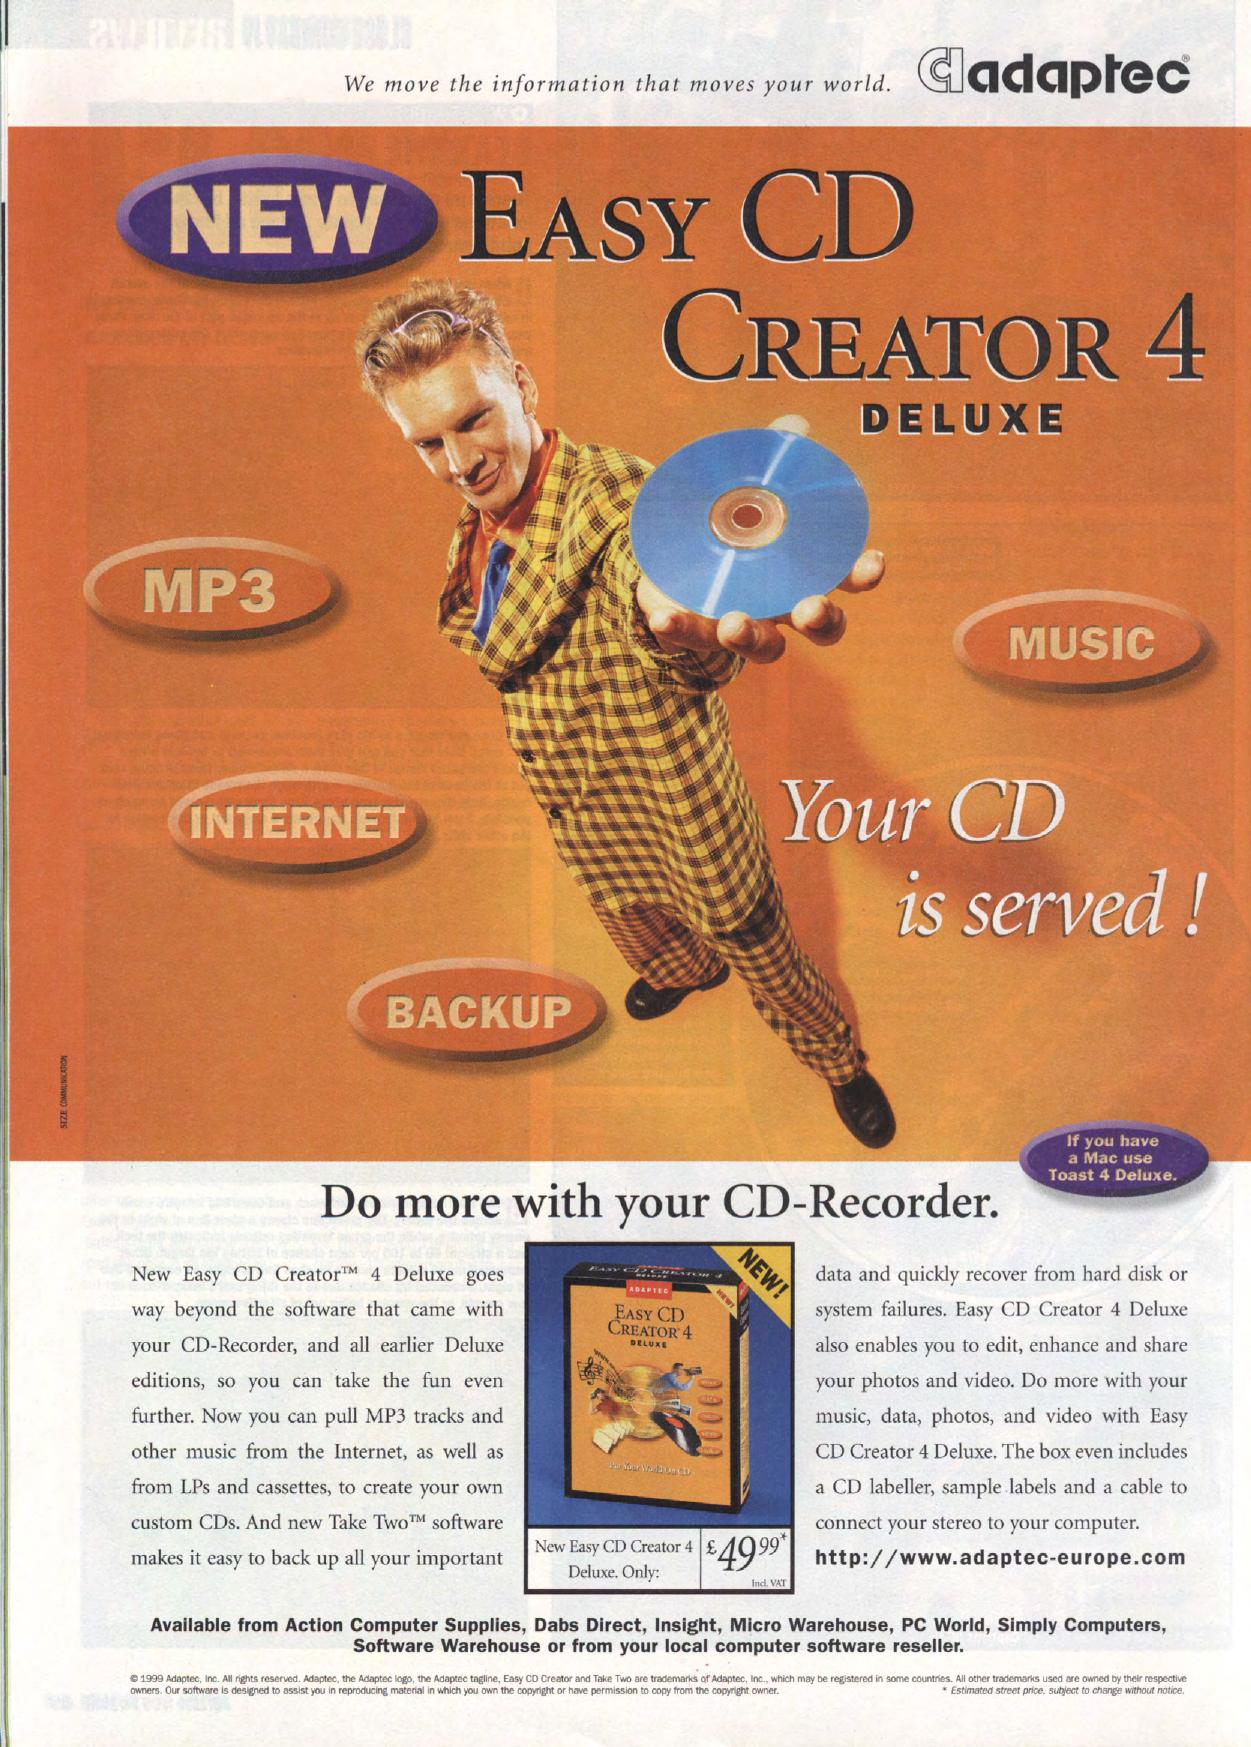 We move the information that moves your world.
adaptec®
NEW
EASY CD
CREATOR 4
DELUXE
MP3
MUSIC
INTERNET
Your CD
is served !
BACKUP
SEIZE COMMUNICATION
If you have
a Mac use
Toast 4 Deluxe.
Do more with your CD-Recorder.
New Easy CD Creator™ 4 Deluxe goes
way beyond the software that came with
your CD-Recorder, and all earlier Deluxe
editions, so you can take the fun even
further. Now you can pull MP3 tracks and
other music from the Internet, as well as
from LPs and cassettes, to create your own
custom CDs. And new Take Two™ software
makes it easy to back up all your important
NEW!
EASY CD CREATOR 4
DELUXE
ADAPTEC
NEW!
EASY CD
CREATOR 4
DELUXE
Put Your World On CD
New Easy CD Creator 4
Deluxe. Only:
£49.99*
Incl. VAT
data and quickly recover from hard disk or
system failures. Easy CD Creator 4 Deluxe
also enables you to edit, enhance and share
your photos and video. Do more with your
music, data, photos, and video with Easy
CD Creator 4 Deluxe. The box even includes
a CD labeller, sample labels and a cable to
connect your stereo to your computer.
http://www.adaptec-europe.com
Available from Action Computer Supplies, Dabs Direct, Insight, Micro Warehouse, PC World, Simply Computers,
Software Warehouse or from your local computer software reseller.
© 1999 Adaptec, Inc. All rights reserved. Adaptec, the Adaptec logo, the Adaptec tagline, Easy CD Creator and Take Two are trademarks of Adaptec, Inc., which may be registered in some countries. All other trademarks used are owned by their respective
owners. Our software is designed to assist you in reproducing material in which you own the copyright or have permission to copy from the copyright owner.
* Estimated street price, subject to change without notice.